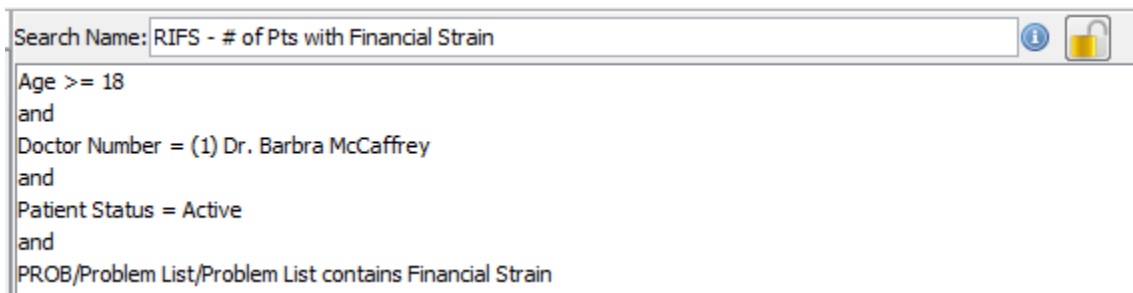 Search Name: RIFS - # of Pts with Financial Strain
Age >= 18
and
Doctor Number = (1) Dr. Barbra McCaffrey
and
Patient Status = Active
and
PROB/Problem List/Problem List contains Financial Strain